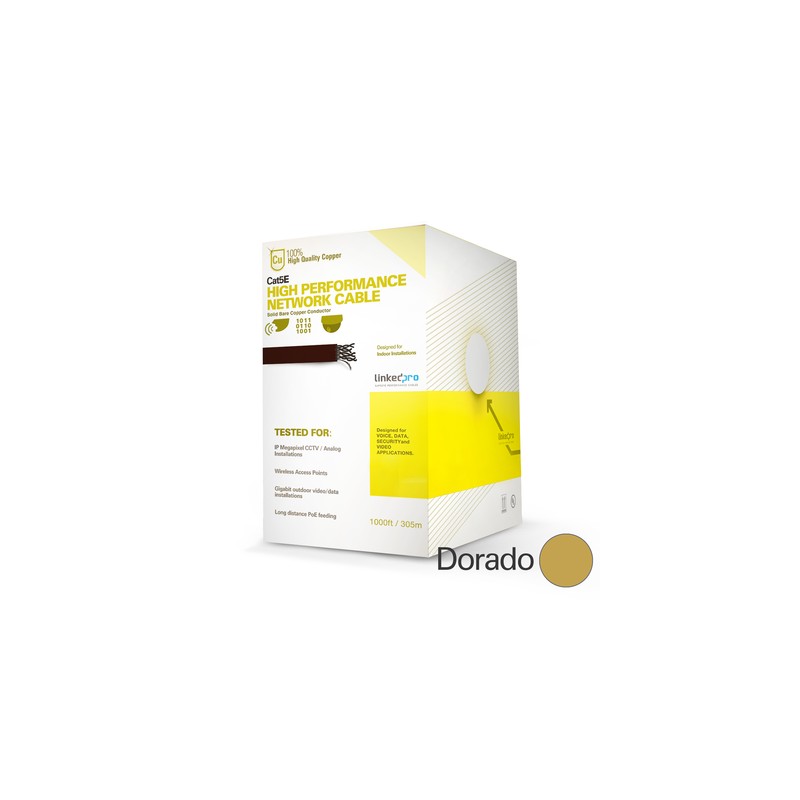 Cu
100%
High Quality Copper
Cat5E
HIGH PERFORMANCE
NETWORK CABLE
Solid Bare Copper Conductor
1011
0110
1001
Designed for
Indoor Installations
linkedpro
TESTED FOR:
IP Megapixel CCTV / Analog
Installations
Wireless Access Points
Gigabit outdoor video/data
installations
Long distance PoE feeding
Designed for
VOICE, DATA,
SECURITYand
VIDEO
APPLICATIONS.
1000ft / 305m
linkedpro
Dorado